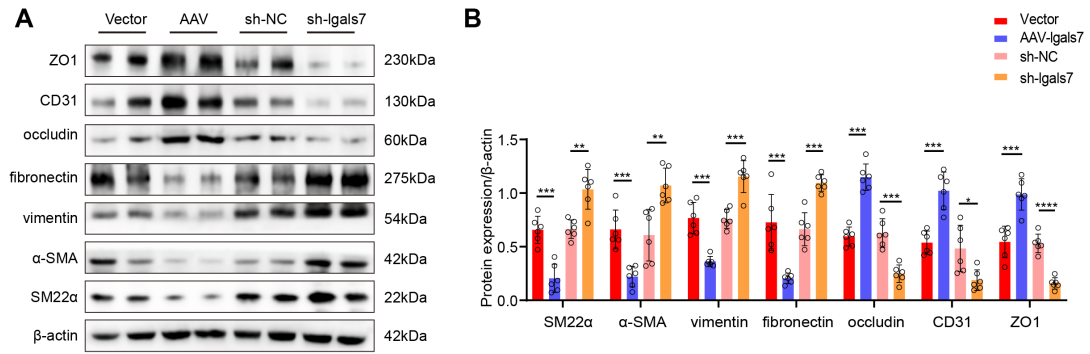 A
Vector AAV sh-NC sh-lgals7
ZO1 230kDa
CD31 130kDa
occludin 60kDa
fibronectin 275kDa
vimentin 54kDa
α-SMA 42kDa
SM22α 22kDa
β-actin 42kDa
B
Vector
AAV-lgals7
sh-NC
sh-lgals7
Protein expression/β-actin
1.5
1.0
0.5
0.0
*** ** *** ** *** *** *** *** *** *** *** * *** ****
SM22α α-SMA vimentin fibronectin occludin CD31 ZO1